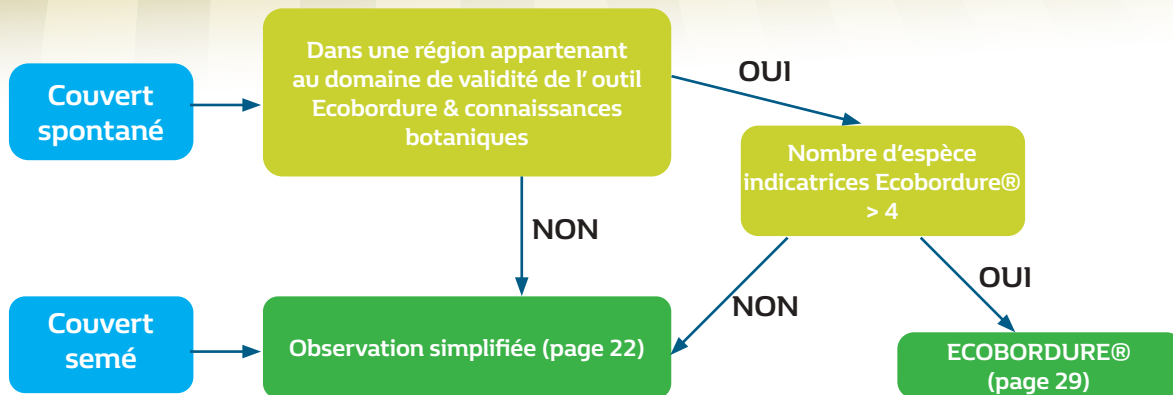 Couvert
spontané
Dans une région appartenant
au domaine de validité de l’ outil
Ecobordure & connaissances
botaniques
OUI
Nombre d’espèce
indicatrices Ecobordure®
> 4
NON
OUI
NON
Couvert
semé
Observation simplifiée (page 22)
ECOBORDURE®
(page 29)